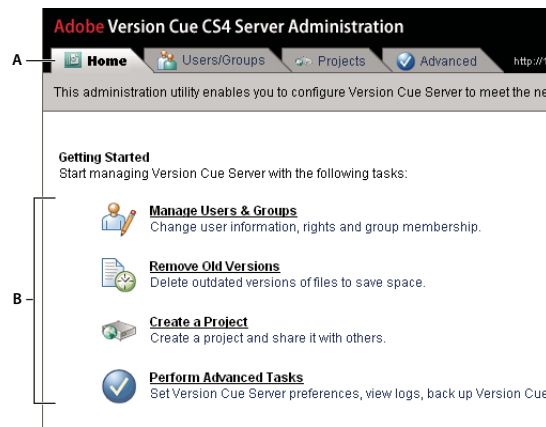 Adobe Version Cue CS4 Server Administration
A
Home Users/Groups Projects Advanced http://
This administration utility enables you to configure Version Cue Server to meet the ne
Getting Started
Start managing Version Cue Server with the following tasks:
Manage Users & Groups
Change user information, rights and group membership.
Remove Old Versions
Delete outdated versions of files to save space.
B
Create a Project
Create a project and share it with others.
Perform Advanced Tasks
Set Version Cue Server preferences, view logs, back up Version Cue